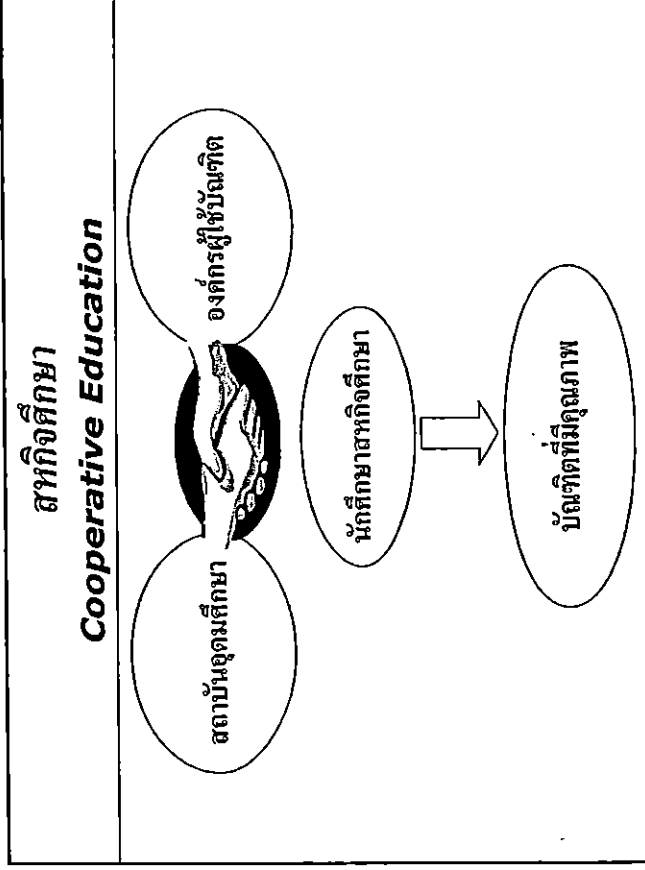 สหกิจศึกษา
Cooperative Education
สถาบันอุดมศึกษา
องค์กรผู้ใช้บัณฑิต
นักศึกษาสหกิจศึกษา
บัณฑิตที่มีคุณภาพ